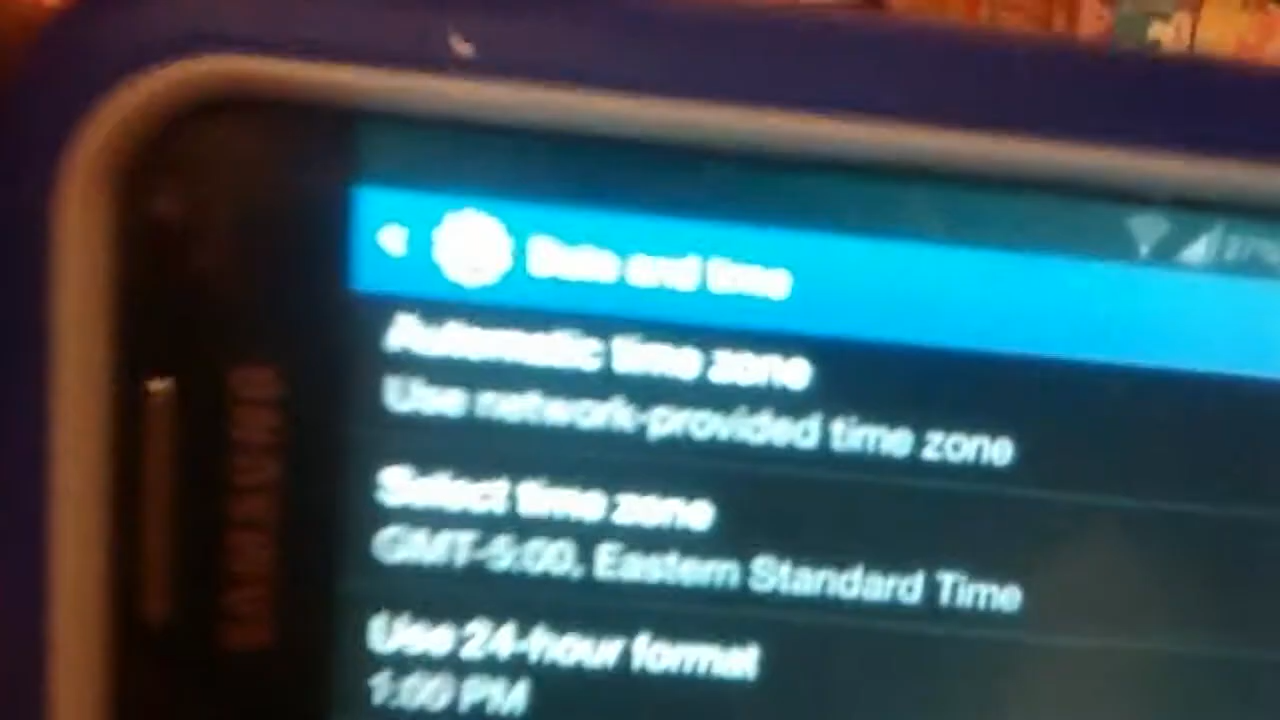 Date and time
Automatic time zone
Use network-provided time zone
Select time zone
GMT-5:00, Eastern Standard Time
Use 24-hour format
1:00 PM
SAMSUNG